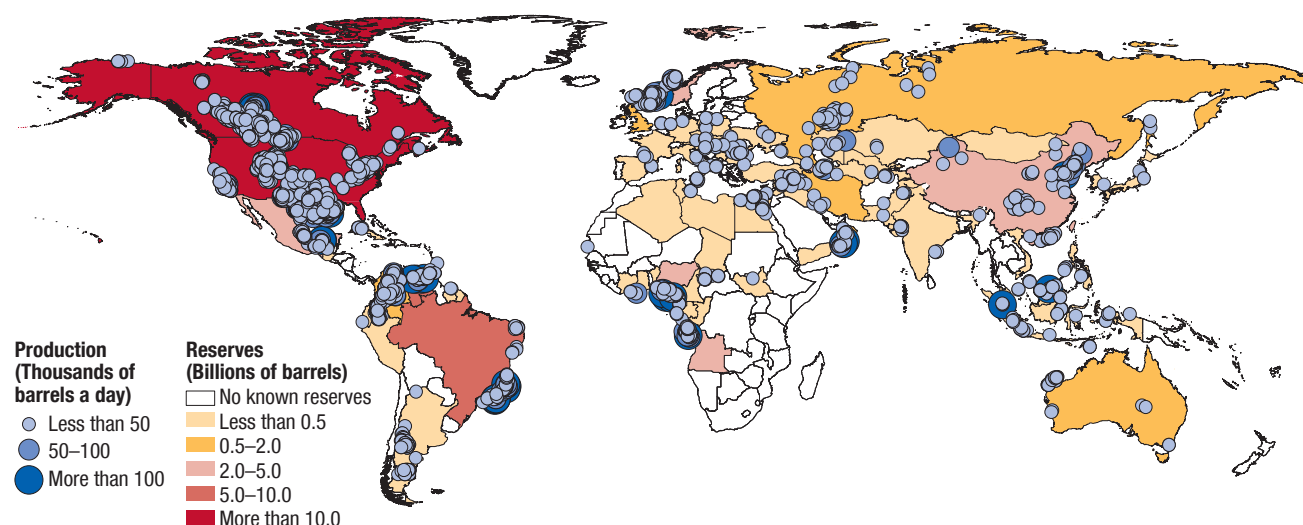 Production
(Thousands of
barrels a day)
Less than 50
50–100
More than 100
Reserves
(Billions of barrels)
No known reserves
Less than 0.5
0.5–2.0
2.0–5.0
5.0–10.0
More than 10.0